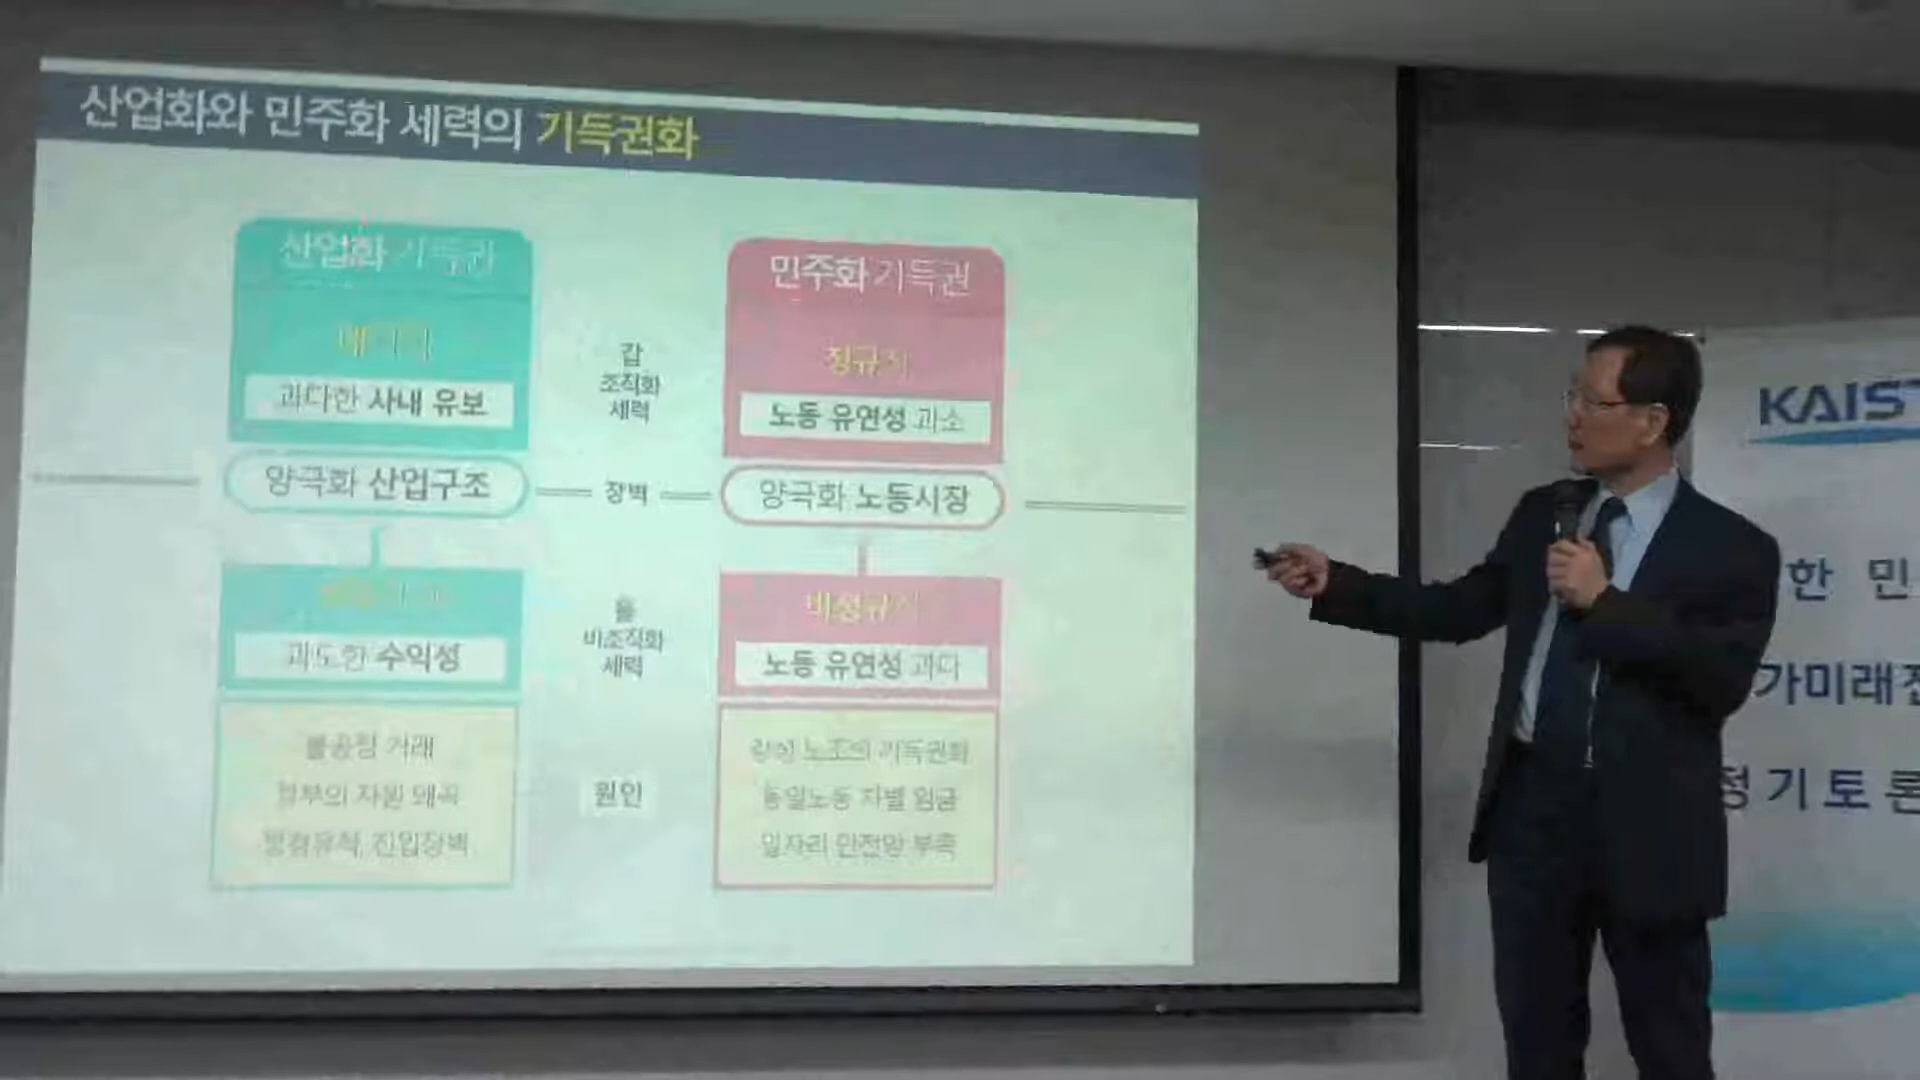 산업화와 민주화 세력의 기득권화
산업화 기득권
민주화 기득권
정규직
갑
조직화
세력
과다한 사내 유보
노동 유연성 과소
양극화 산업구조
장벽
양극화 노동시장
비정규직
을
비조직화
세력
과도한 수익성
노동 유연성 과다
불공정 거래
정부의 자원 왜곡
진입장벽
원인
강성 노조의 기득권화
동일노동 차별 임금
일자리 안전망 부족
KAIST
한 민
가미래전
정기토론